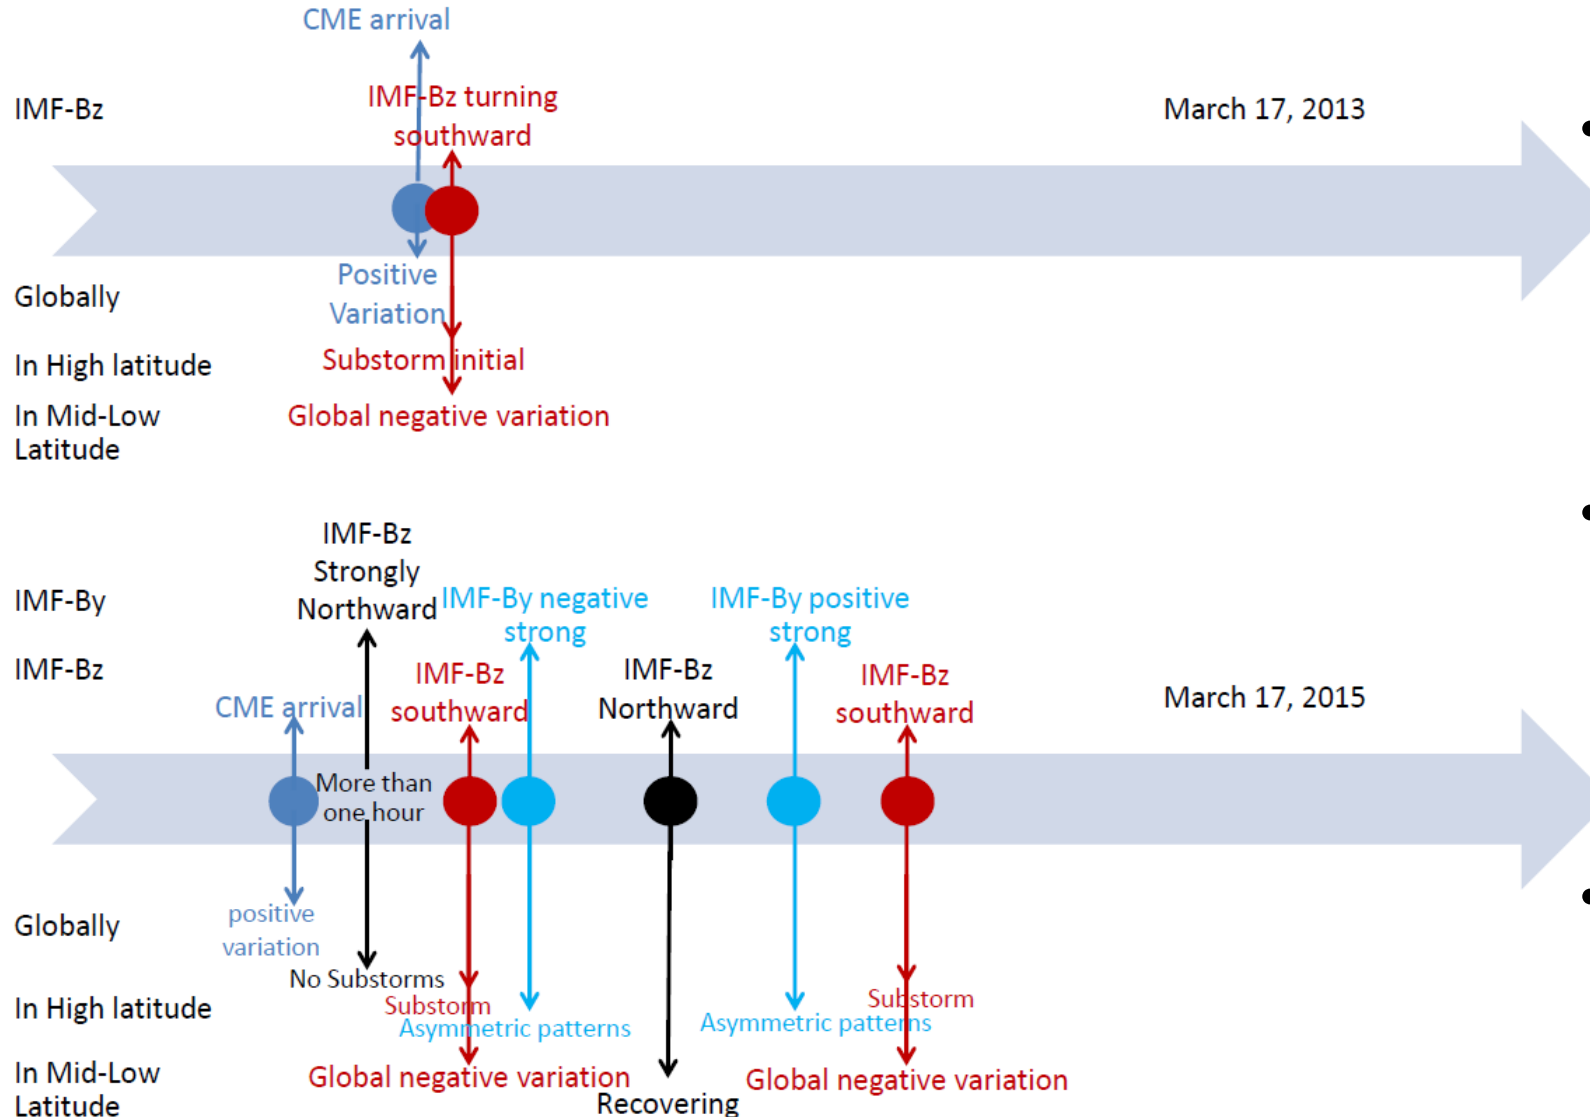 CME arrival
IMF-Bz
IMF-Bz turning
southward
March 17, 2013
Positive
Variation
Globally
In High latitude
Substorm initial
In Mid-Low
Latitude
Global negative variation
IMF-Bz
Strongly
Northward
IMF-By
IMF-By negative
strong
IMF-By positive
strong
IMF-Bz
CME arrival
IMF-Bz
southward
IMF-Bz
Northward
IMF-Bz
southward
March 17, 2015
More than
one hour
Globally
positive
variation
No Substorms
In High latitude
Substorm
Asymmetric patterns
Asymmetric patterns
Substorm
In Mid-Low
Latitude
Global negative variation
Recovering
Global negative variation